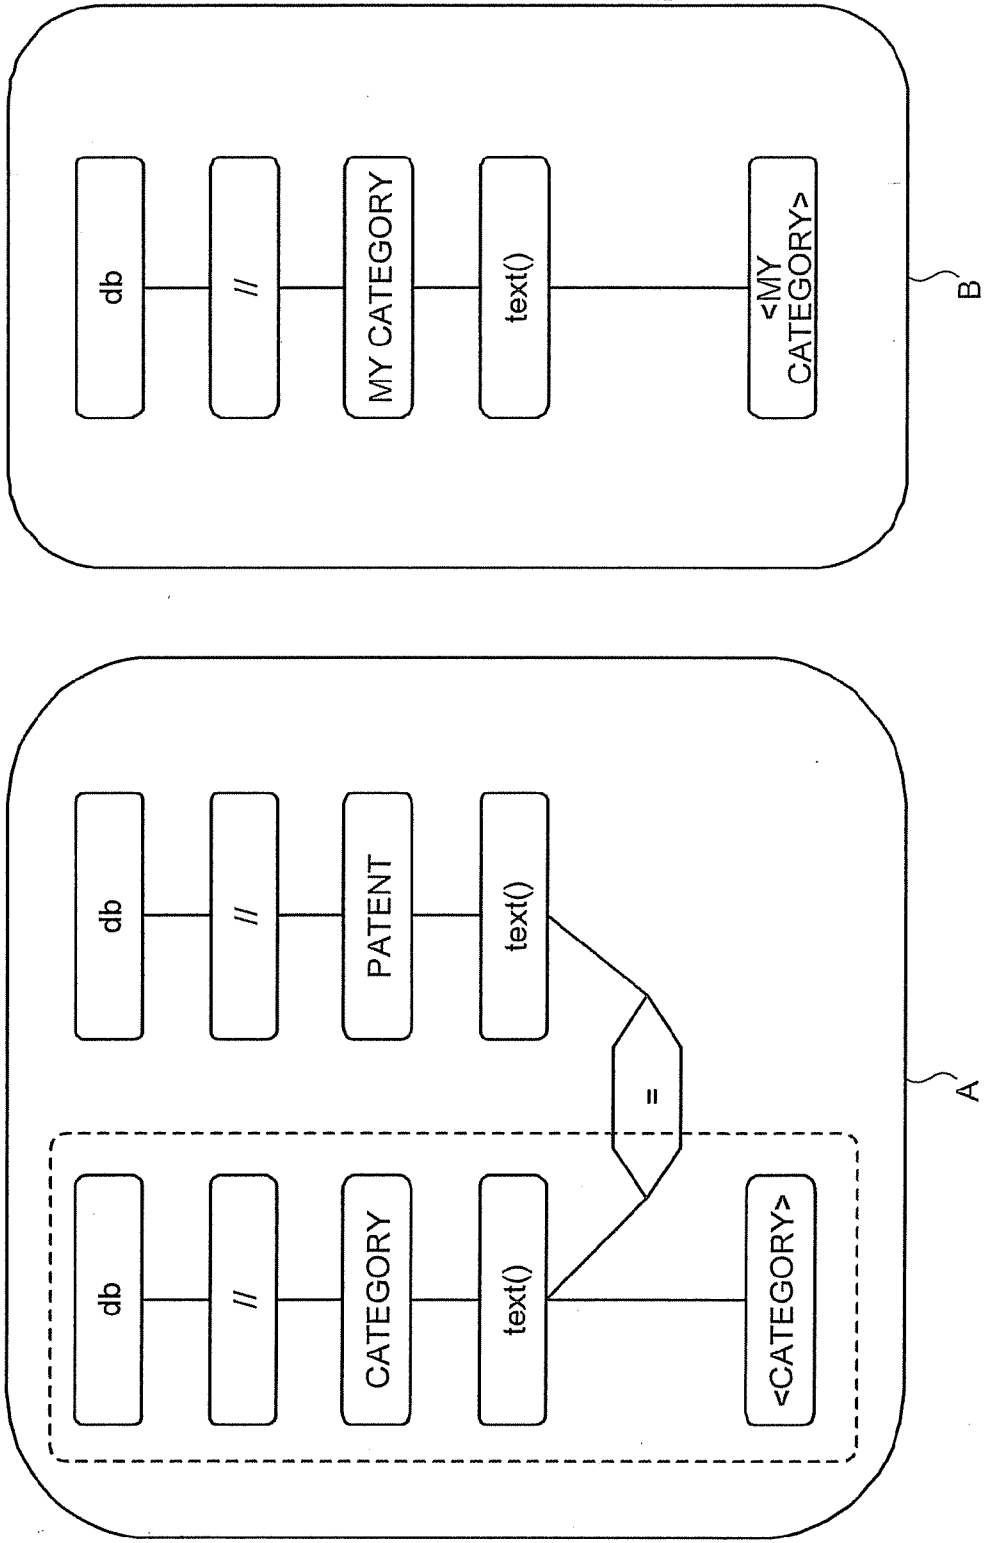 db
//
CATEGORY
text()
<CATEGORY>
=
db
//
PATENT
text()
A
db
//
MY CATEGORY
text()
<MY
CATEGORY>
B